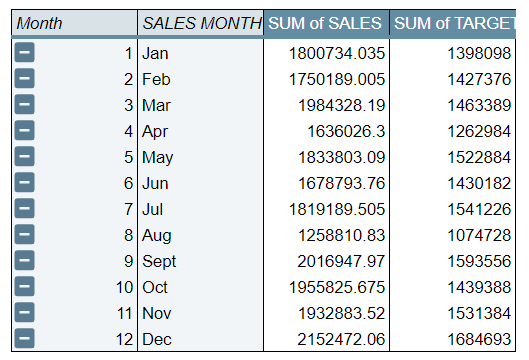 Month SALES MONTH SUM of SALES SUM of TARGET
1 Jan 1800734.035 1398098
2 Feb 1750189.005 1427376
3 Mar 1984328.19 1463389
4 Apr 1636026.3 1262984
5 May 1833803.09 1522884
6 Jun 1678793.76 1430182
7 Jul 1819189.505 1541226
8 Aug 1258810.83 1074728
9 Sept 2016947.97 1593556
10 Oct 1955825.675 1439388
11 Nov 1932883.52 1531384
12 Dec 2152472.06 1684693